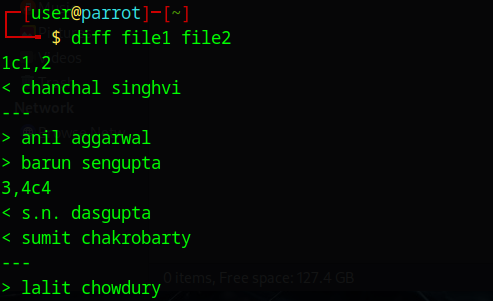 ┌─[user@parrot]─[~]
└──╼ $ diff file1 file2
1c1,2
< chanchal singhvi
---
> anil aggarwal
> barun sengupta
3,4c4
< s.n. dasgupta
< sumit chakrobarty
---
> lalit chowdury
Network
0 items, Free space: 127.4 GB